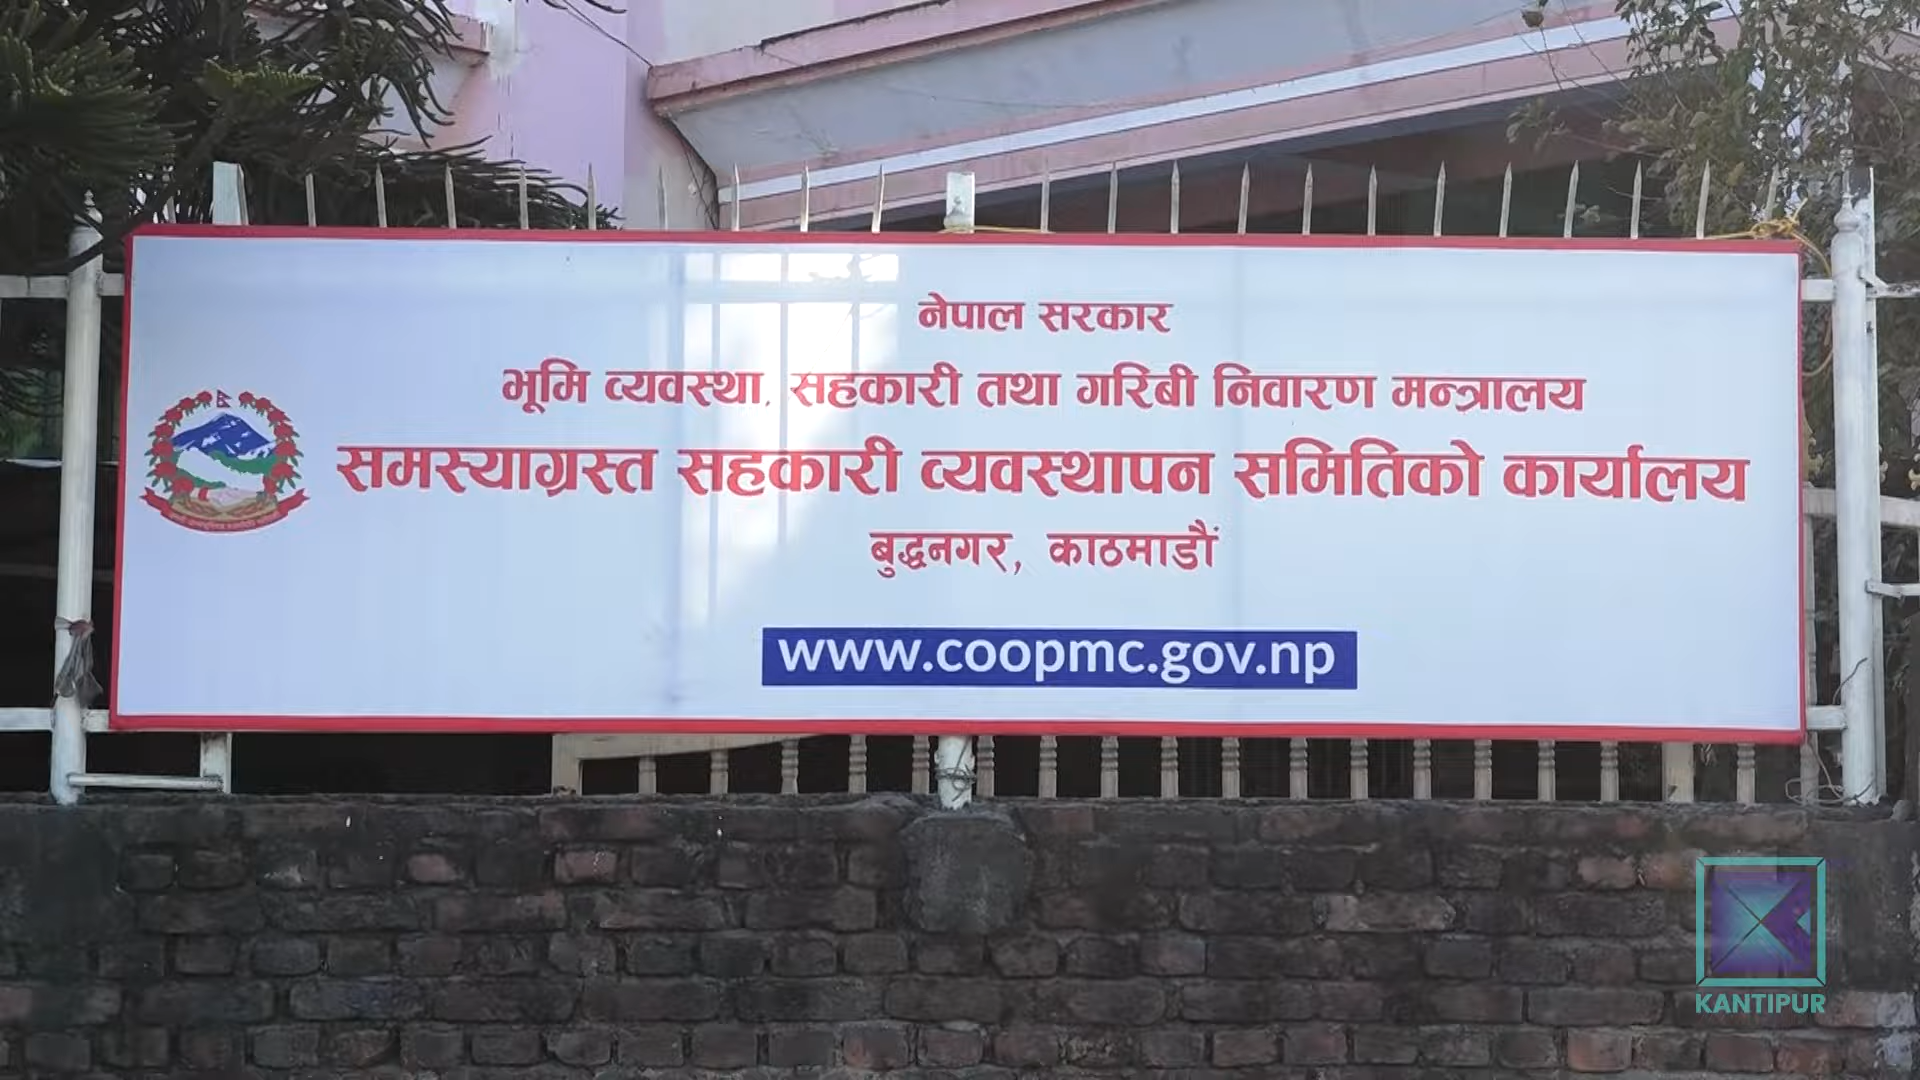 नेपाल सरकार
भूमि व्यवस्था, सहकारी तथा गरिबी निवारण मन्त्रालय
समस्याग्रस्त सहकारी व्यवस्थापन समितिको कार्यालय
बुद्धनगर, काठमाडौं
www.coopmc.gov.np
KANTIPUR